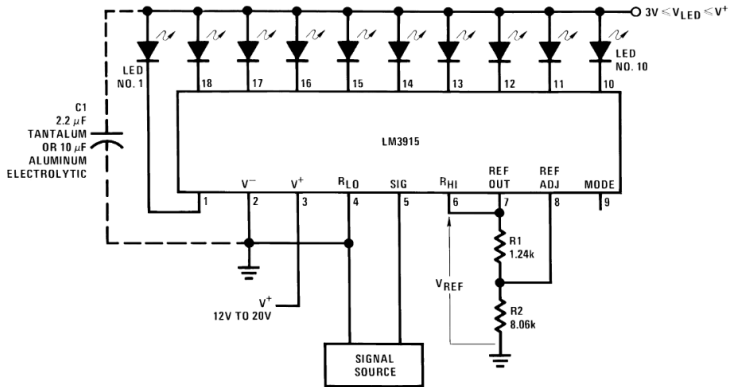 3V ≤ VLED ≤ V+
LED
NO. 1
LED
NO. 10
18
17
16
15
14
13
12
11
10
C1
2.2 μF
TANTALUM
OR 10 μF
ALUMINUM
ELECTROLYTIC
LM3915
V−
V+
RLO
SIG
RHI
REF
OUT
REF
ADJ
MODE
1
2
3
4
5
6
7
8
9
R1
1.24k
VREF
V+
12V TO 20V
R2
8.06k
SIGNAL
SOURCE